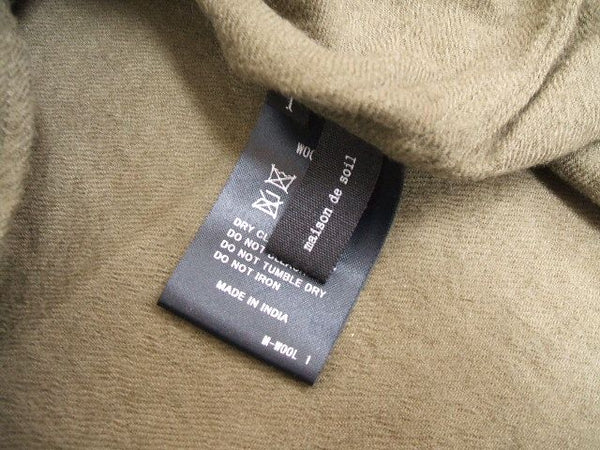 WOO
maison de soil
DRY CL
DO NOT BLEACH
DO NOT TUMBLE DRY
DO NOT IRON
MADE IN INDIA
M-WOOL 1